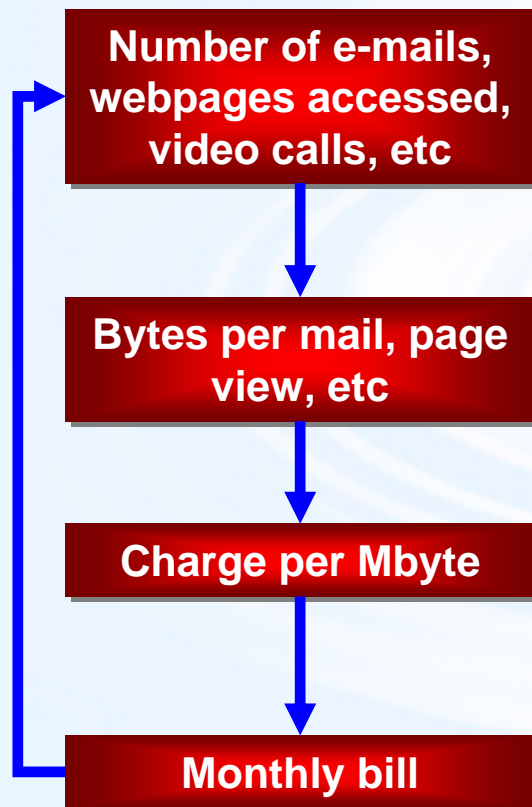 Number of e-mails,
webpages accessed,
video calls, etc
Bytes per mail, page
view, etc
Charge per Mbyte
Monthly bill